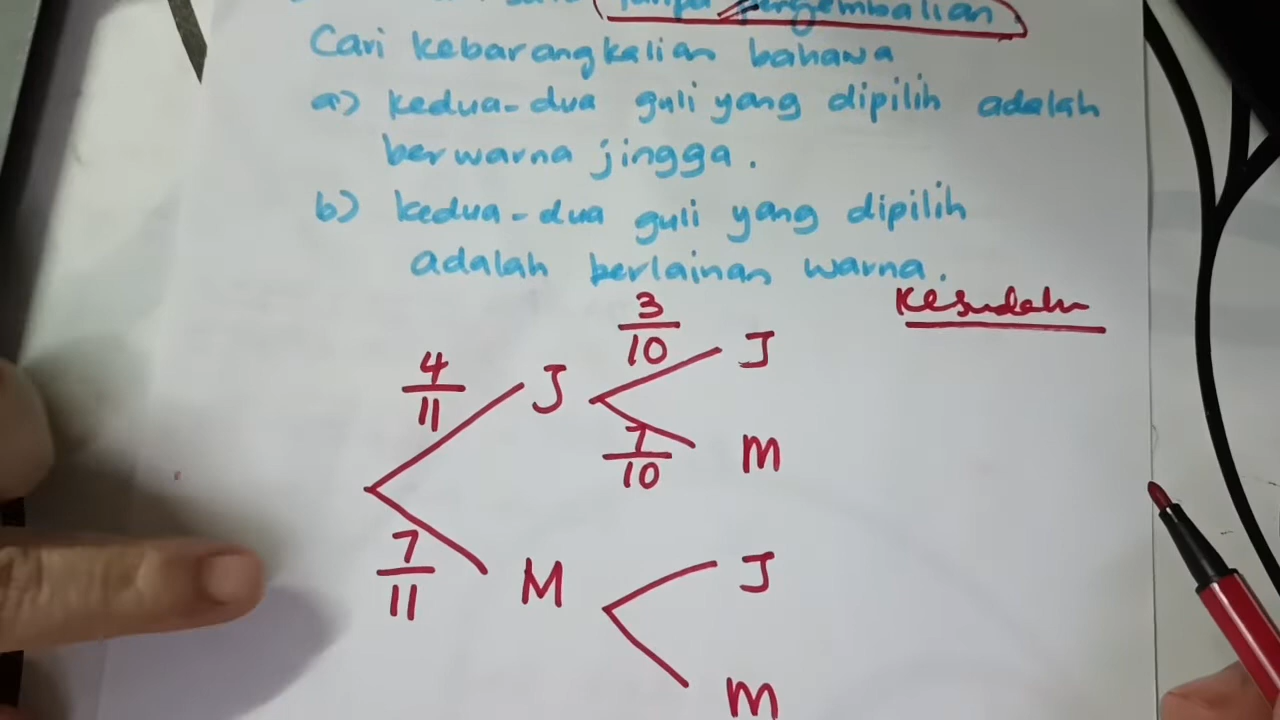 pengembalian
Cari kebarangkalian bahawa
a) kedua-dua guli yang dipilih adalah
berwarna jingga.
b) kedua-dua guli yang dipilih
adalah berlainan warna.
Kesudahan
4/11 J 3/10 J
7/10 M
7/11 M J
M